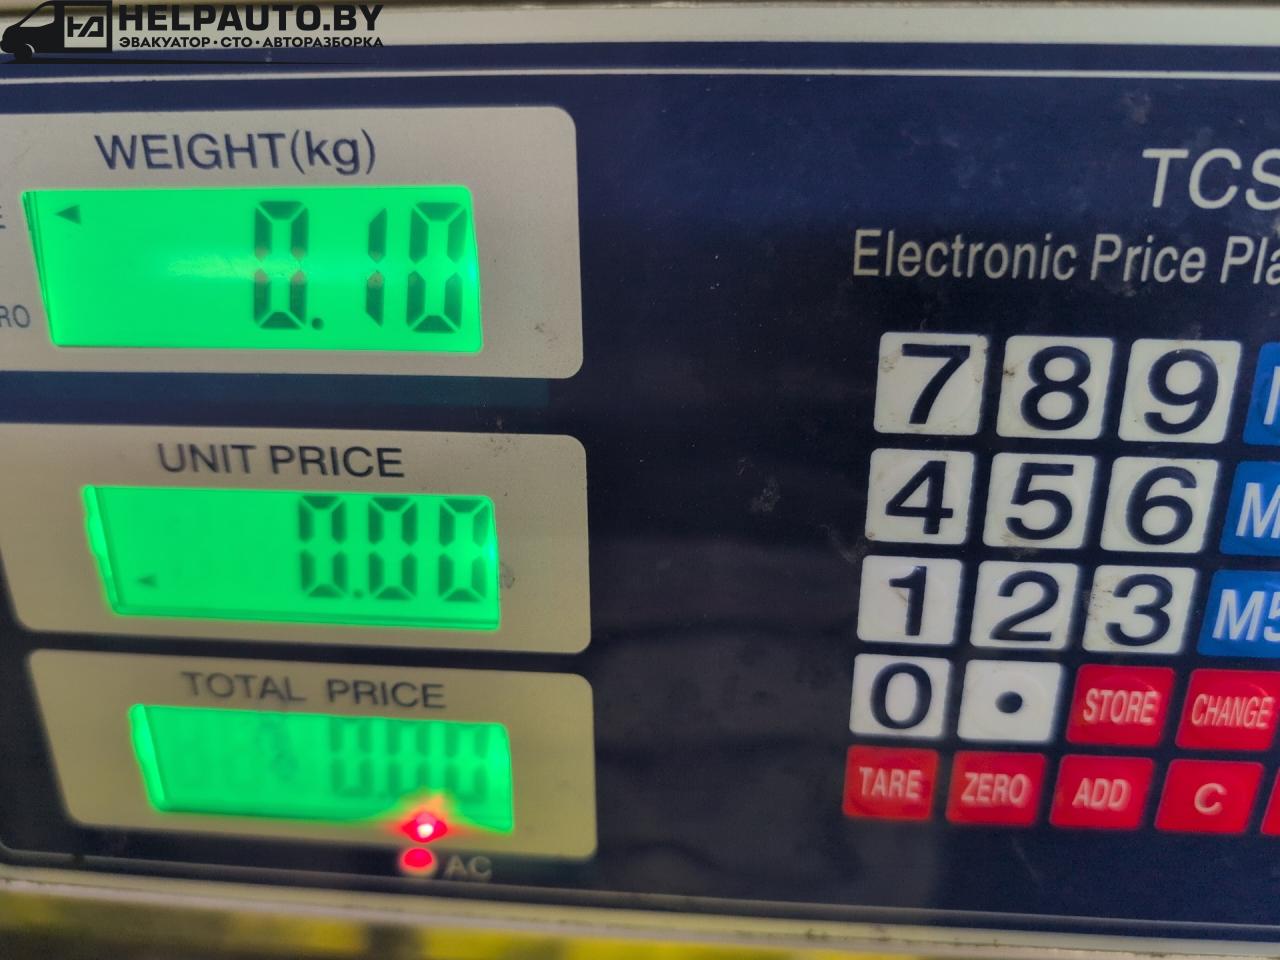 HELPAUTO.BY
ЭВАКУАТОР·СТО·АВТОРАЗБОРКА
WEIGHT(kg)
0.10
UNIT PRICE
0.00
TOTAL PRICE
0.00
AC
TCS
Electronic Price
7 8 9
4 5 6
1 2 3 M5
0 . STORE CHANGE
TARE ZERO ADD C